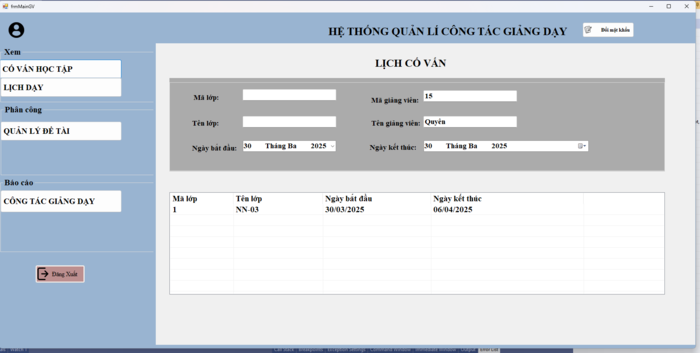 frmMainGV
HỆ THỐNG QUẢN LÍ CÔNG TÁC GIẢNG DẠY
Đổi mật khẩu
Xem
CỐ VẤN HỌC TẬP
LỊCH DẠY
Phân công
QUẢN LÝ ĐỀ TÀI
Báo cáo
CÔNG TÁC GIẢNG DẠY
Đăng Xuất
LỊCH CỐ VẤN
Mã lớp:
Mã giảng viên: 15
Tên lớp:
Tên giảng viên: Quyên
Ngày bắt đầu: 30 Tháng Ba 2025
Ngày kết thúc: 30 Tháng Ba 2025
Mã lớp Tên lớp Ngày bắt đầu Ngày kết thúc
1 NN-03 30/03/2025 06/04/2025